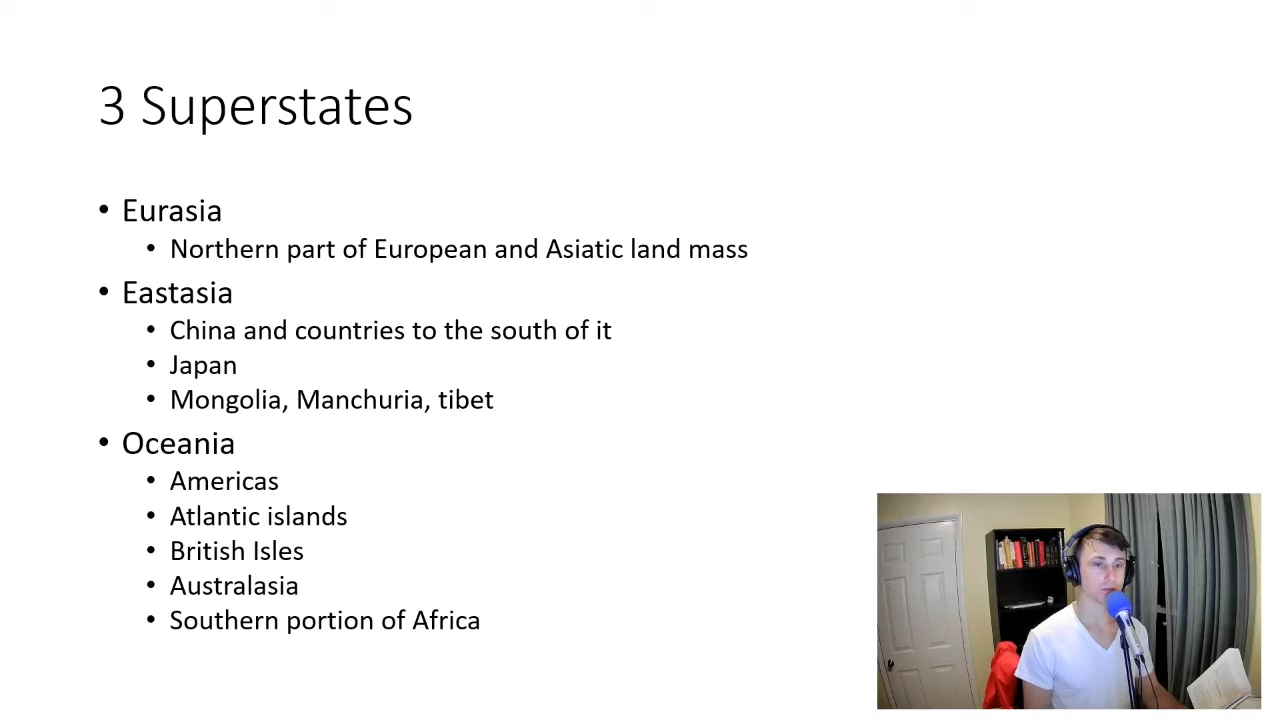 3 Superstates
• Eurasia
• Northern part of European and Asiatic land mass
• Eastasia
• China and countries to the south of it
• Japan
• Mongolia, Manchuria, tibet
• Oceania
• Americas
• Atlantic islands
• British Isles
• Australasia
• Southern portion of Africa